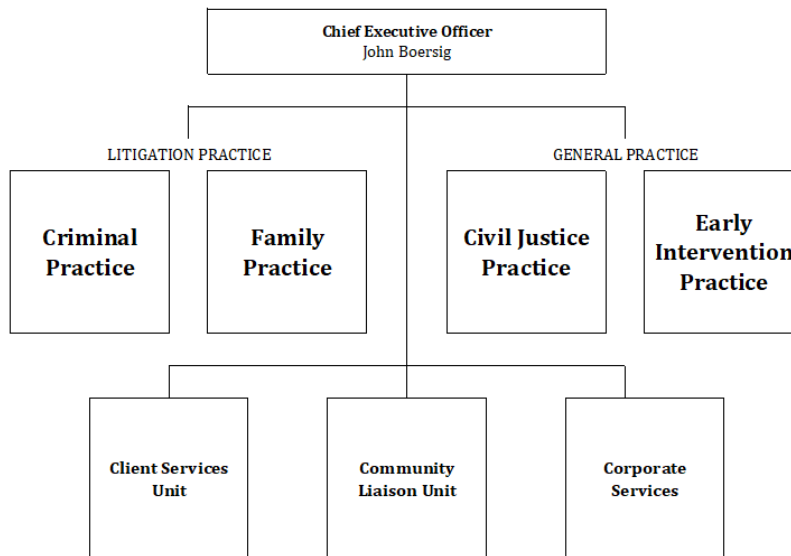 Chief Executive Officer
John Boersig
LITIGATION PRACTICE
GENERAL PRACTICE
Criminal
Practice
Family
Practice
Civil Justice
Practice
Early
Intervention
Practice
Client Services
Unit
Community
Liaison Unit
Corporate
Services